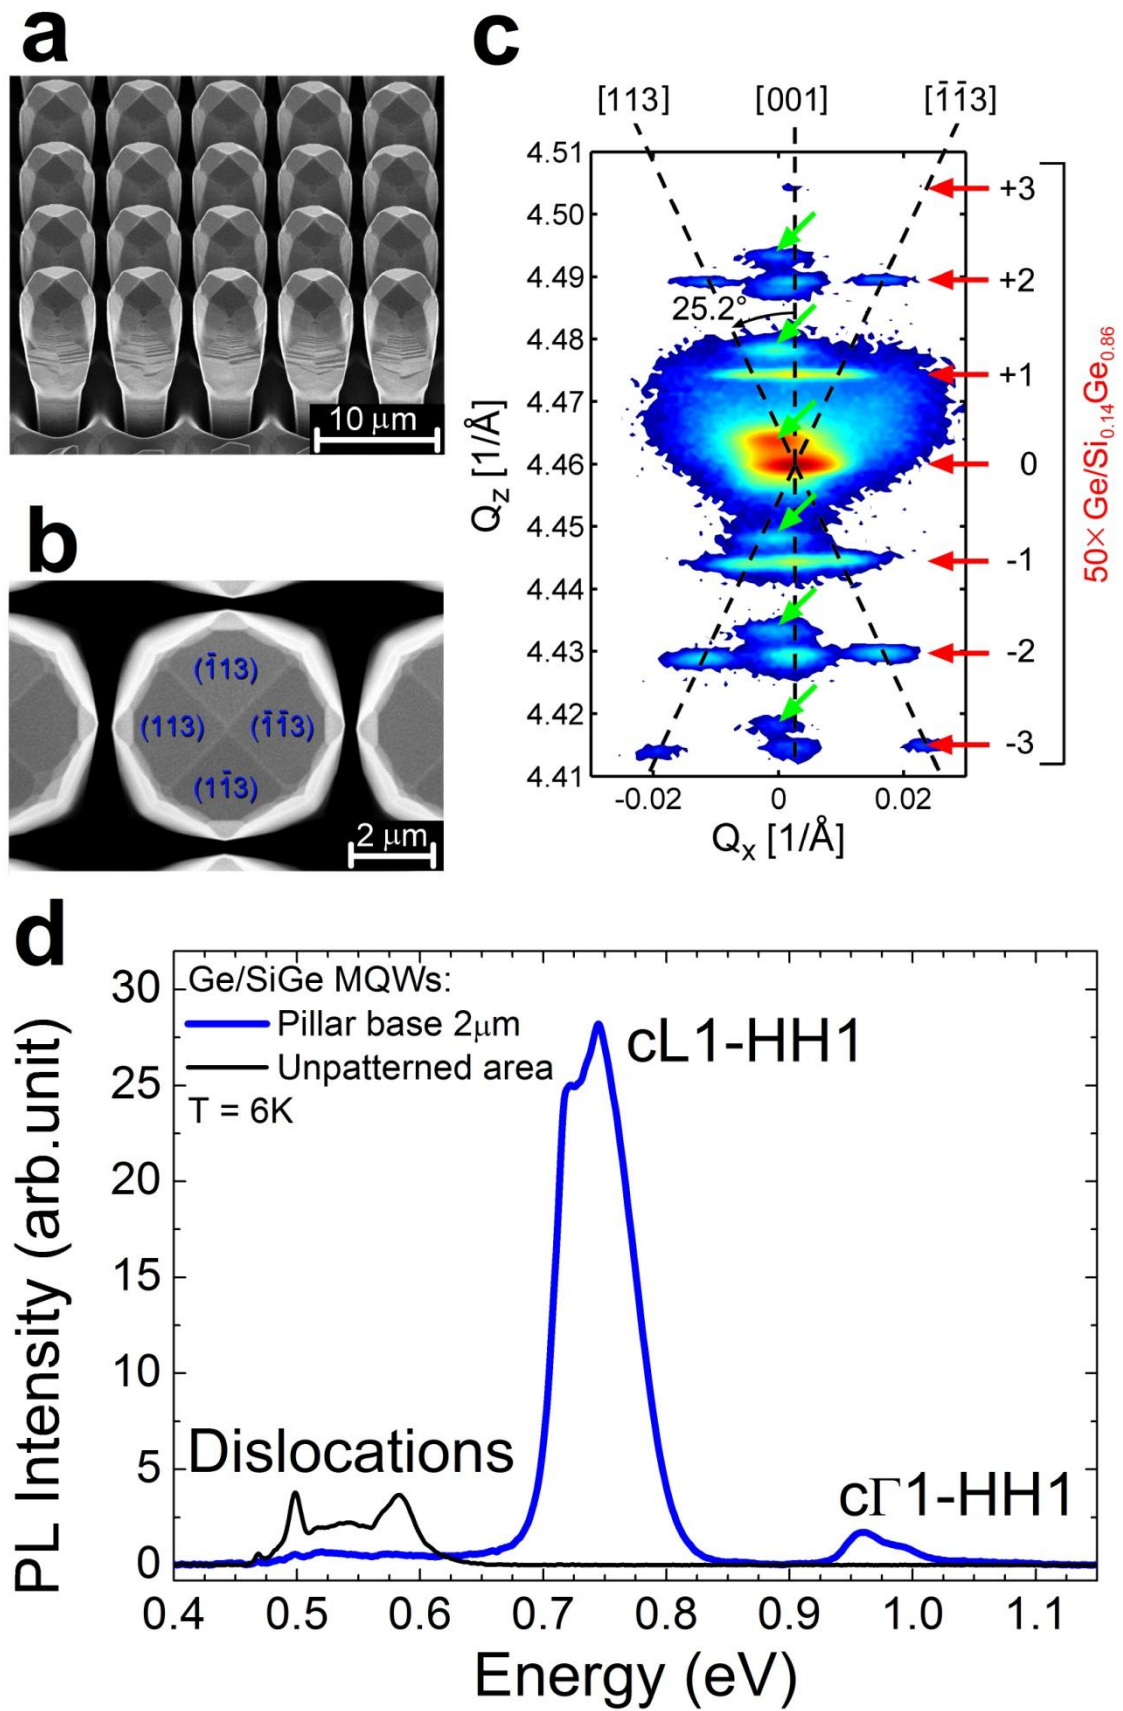 a
10 μm
b
(1̄13)
(113) (1̄1̄3)
(11̄3)
2 μm
c
[113] [001] [1̄1̄3]
4.51
4.50
4.49
4.48
4.47
4.46
4.45
4.44
4.43
4.42
4.41
Qz [1/Å]
25.2°
-0.02 0 0.02
Qx [1/Å]
+3
+2
+1
0
-1
-2
-3
50× Ge/Si0.14Ge0.86
d
PL Intensity (arb.unit)
30
25
20
15
10
5
0
Ge/SiGe MQWs:
Pillar base 2μm
Unpatterned area
T = 6K
cL1-HH1
Dislocations
cΓ1-HH1
0.4 0.5 0.6 0.7 0.8 0.9 1.0 1.1
Energy (eV)